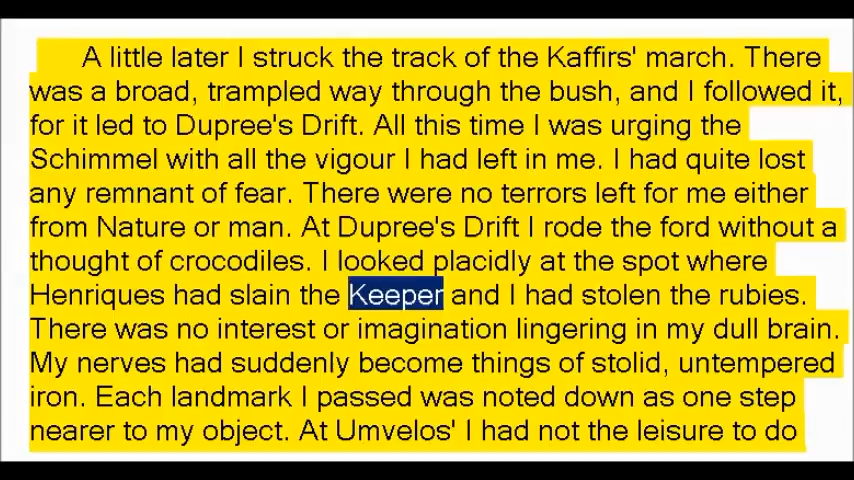 A little later I struck the track of the Kaffirs' march. There
was a broad, trampled way through the bush, and I followed it,
for it led to Dupree's Drift. All this time I was urging the
Schimmel with all the vigour I had left in me. I had quite lost
any remnant of fear. There were no terrors left for me either
from Nature or man. At Dupree's Drift I rode the ford without a
thought of crocodiles. I looked placidly at the spot where
Henriques had slain the Keeper and I had stolen the rubies.
There was no interest or imagination lingering in my dull brain.
My nerves had suddenly become things of stolid, untempered
iron. Each landmark I passed was noted down as one step
nearer to my object. At Umvelos' I had not the leisure to do